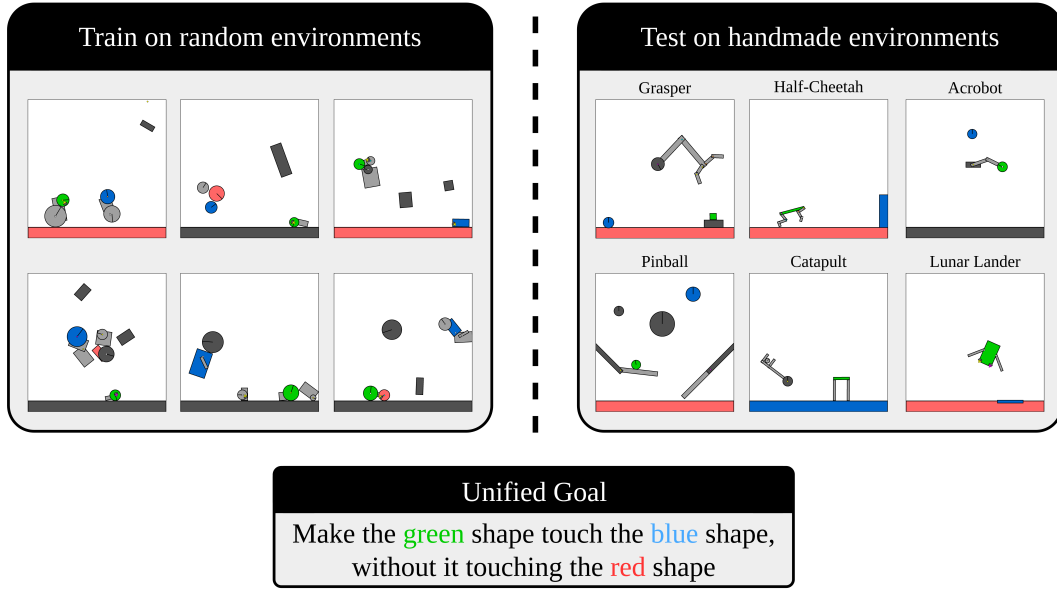 Train on random environments
Test on handmade environments
Grasper
Half-Cheetah
Acrobot
Pinball
Catapult
Lunar Lander
Unified Goal
Make the green shape touch the blue shape,
without it touching the red shape